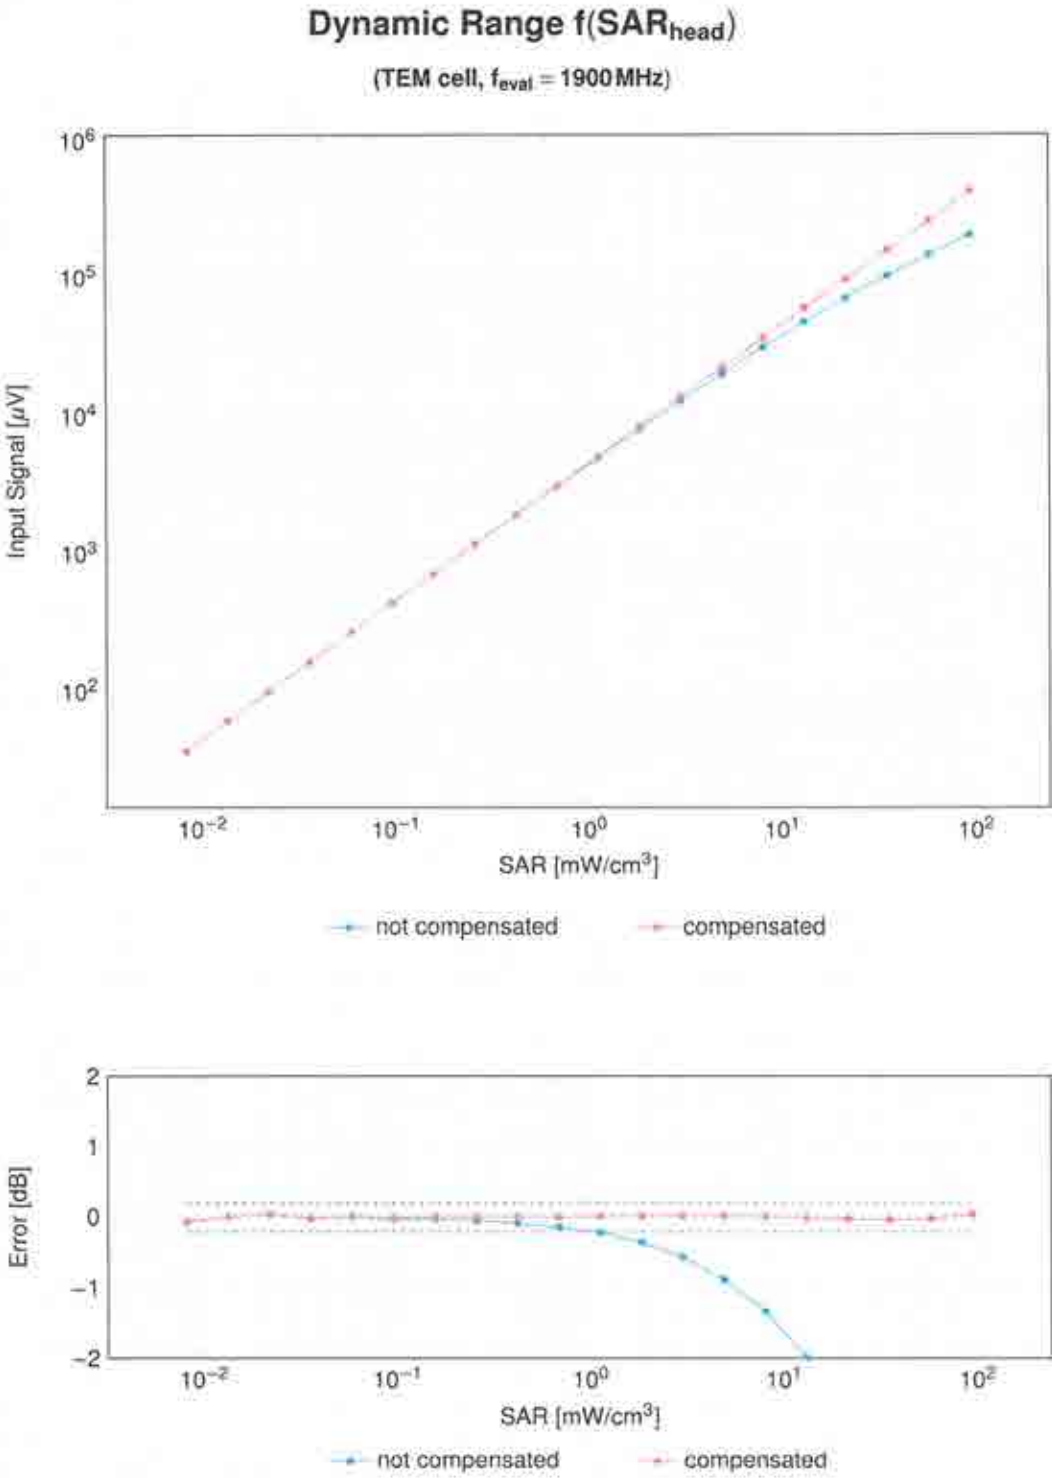 Dynamic Range f(SARhead)
(TEM cell, feval = 1900 MHz)
10⁶
10⁵
10⁴
10³
10²
Input Signal [µV]
10⁻² 10⁻¹ 10⁰ 10¹ 10²
SAR [mW/cm³]
not compensated compensated
2
1
0
−1
−2
Error [dB]
10⁻² 10⁻¹ 10⁰ 10¹ 10²
SAR [mW/cm³]
not compensated compensated